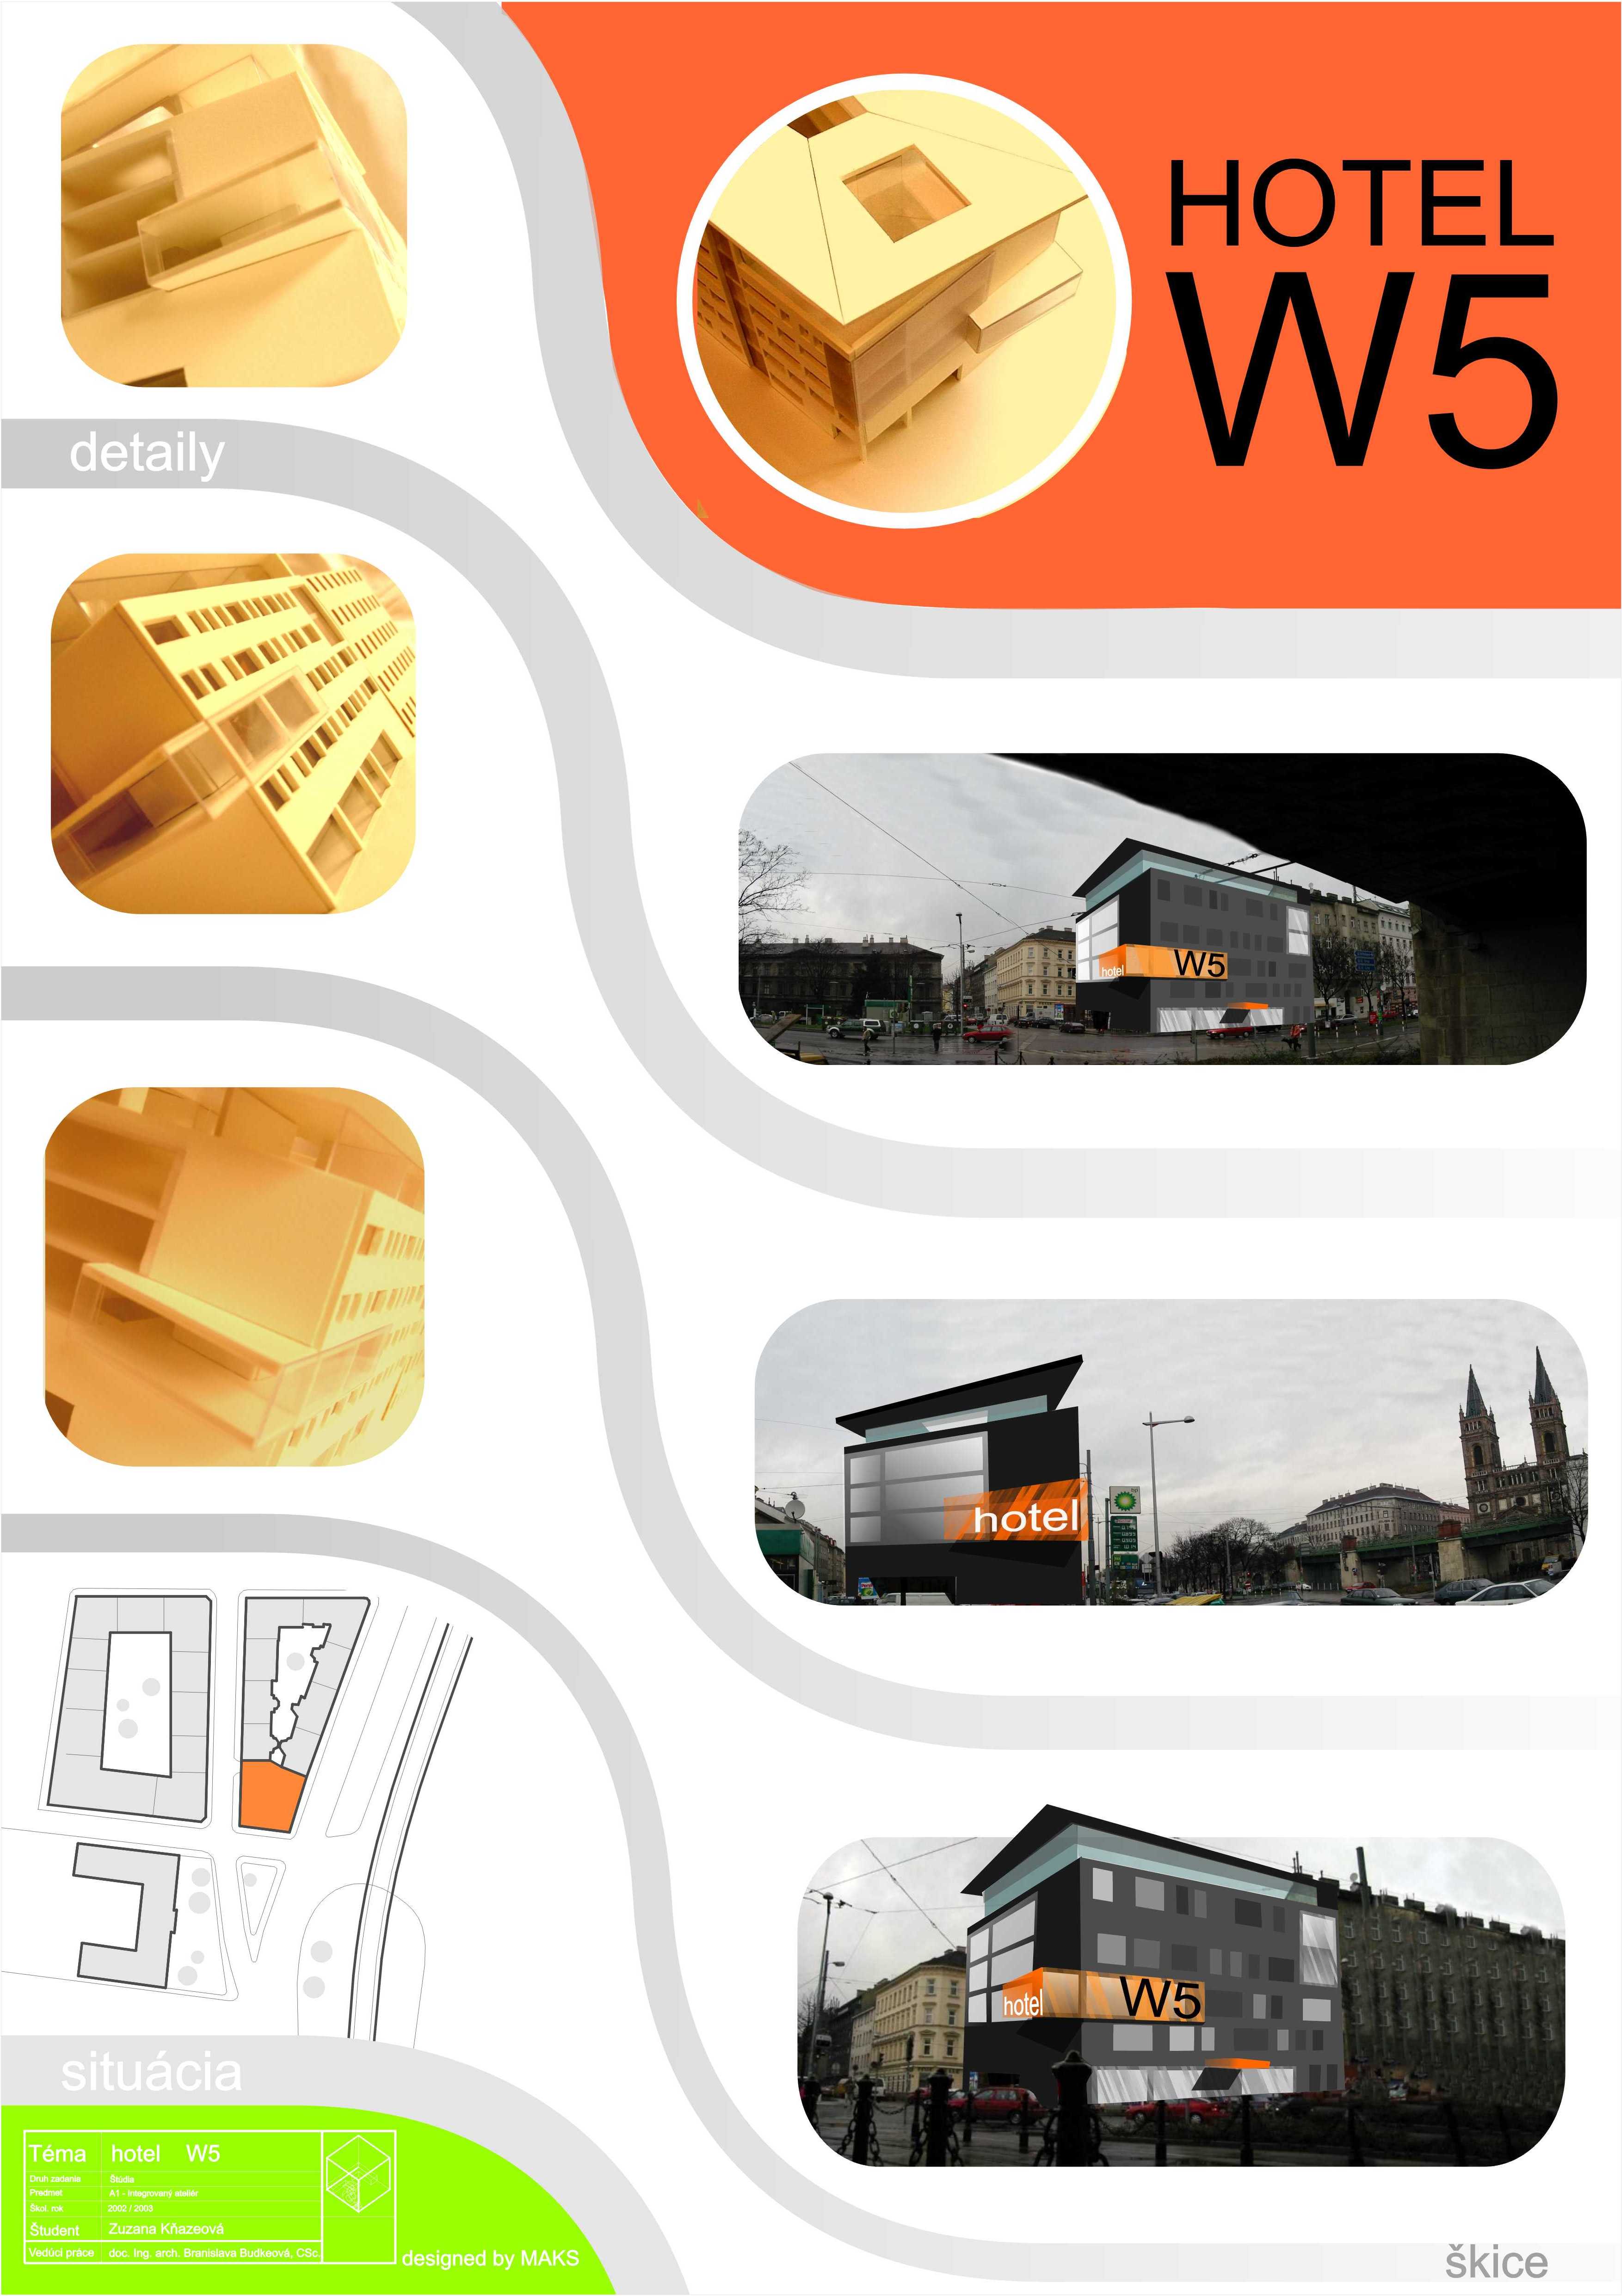 HOTEL
W5
detaily
hotel W5
hotel
situácia
hotel W5
Téma hotel W5
Druh zadania Štúdia
Predmet A1 - Integrovaný ateliér
Škol. rok 2002 / 2003
Študent Zuzana Kňazeová
Vedúci práce doc. Ing. arch. Branislava Budkeová, CSc.
designed by MAKS
škice